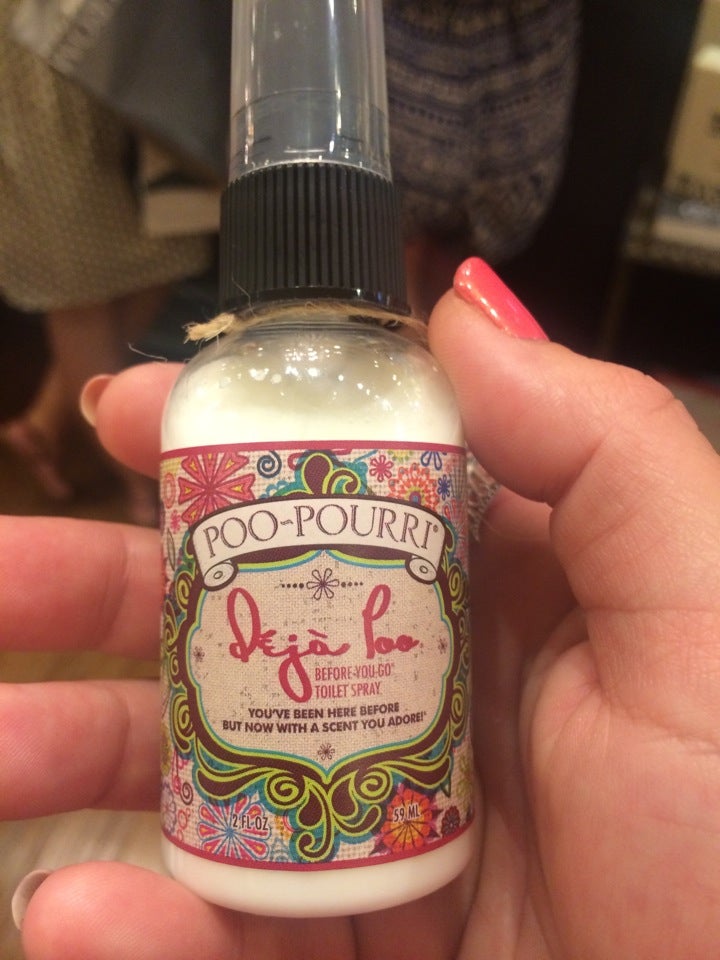 POO~POURRI®
Déjà Poo
BEFORE-YOU-GO®
TOILET SPRAY
YOU'VE BEEN HERE BEFORE
BUT NOW WITH A SCENT YOU ADORE!
2 FL·OZ
59 ML